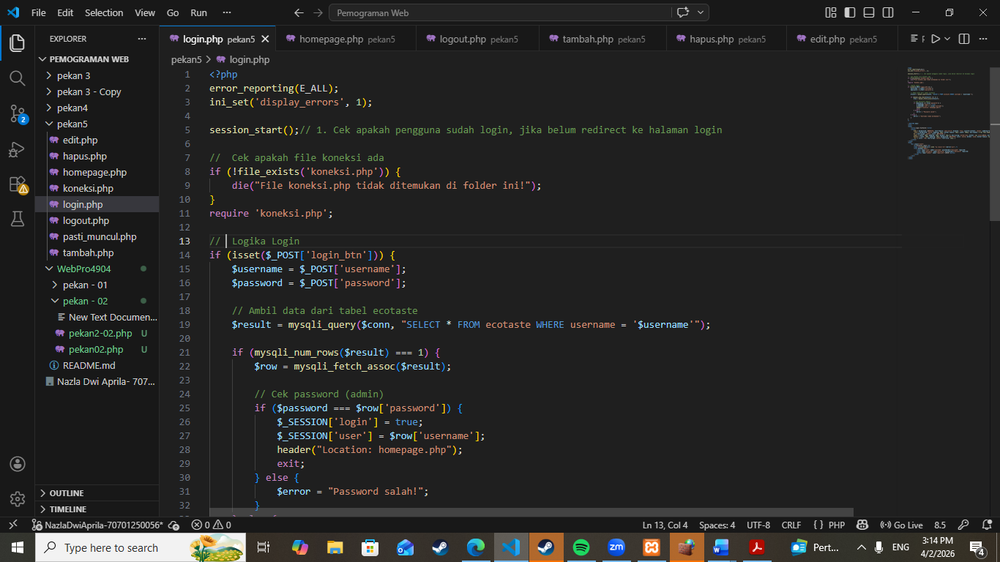 File Edit Selection View Go Run ···
Pemograman Web
EXPLORER ···
PEMOGRAMAN WEB
pekan 3
pekan 3 - Copy
pekan4
pekan5
edit.php
hapus.php
homepage.php
koneksi.php
login.php
logout.php
pasti_muncul.php
tambah.php
WebPro4904
pekan - 01
pekan - 02
New Text Documen...
pekan2-02.php U
pekan02.php U
README.md
Nazla Dwi Aprila- 707...
OUTLINE
TIMELINE
2
login.php pekan5
homepage.php pekan5
logout.php pekan5
tambah.php pekan5
hapus.php pekan5
edit.php pekan5
pekan5 > login.php
1 <?php
2 error_reporting(E_ALL);
3 ini_set('display_errors', 1);
4
5 session_start();// 1. Cek apakah pengguna sudah login, jika belum redirect ke halaman login
6
7 //  Cek apakah file koneksi ada
8 if (!file_exists('koneksi.php')) {
9     die("File koneksi.php tidak ditemukan di folder ini!");
10 }
11 require 'koneksi.php';
12
13 //  Logika Login
14 if (isset($_POST['login_btn'])) {
15     $username = $_POST['username'];
16     $password = $_POST['password'];
17
18     // Ambil data dari tabel ecotaste
19     $result = mysqli_query($conn, "SELECT * FROM ecotaste WHERE username = '$username'");
20
21     if (mysqli_num_rows($result) === 1) {
22         $row = mysqli_fetch_assoc($result);
23
24         // Cek password (admin)
25         if ($password === $row['password']) {
26             $_SESSION['login'] = true;
27             $_SESSION['user'] = $row['username'];
28             header("Location: homepage.php");
29             exit;
30         } else {
31             $error = "Password salah!";
32         }
NazlaDwiAprila-70701250056* 0 0
Ln 13, Col 4 Spaces: 4 UTF-8 CRLF { } PHP Go Live 8.5
Type here to search
zm
Pert...
ENG
3:14 PM
4/2/2026
4